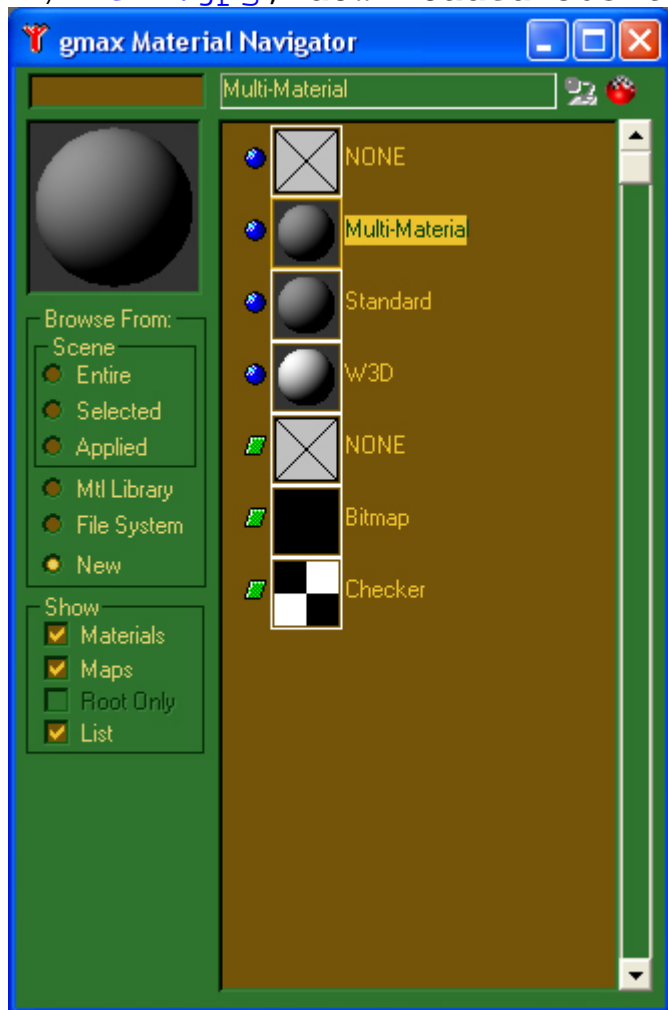 gmax Material Navigator
Multi-Material
NONE
Multi-Material
Standard
W3D
NONE
Bitmap
Checker
Browse From:
Scene
Entire
Selected
Applied
Mtl Library
File System
New
Show
Materials
Maps
Root Only
List